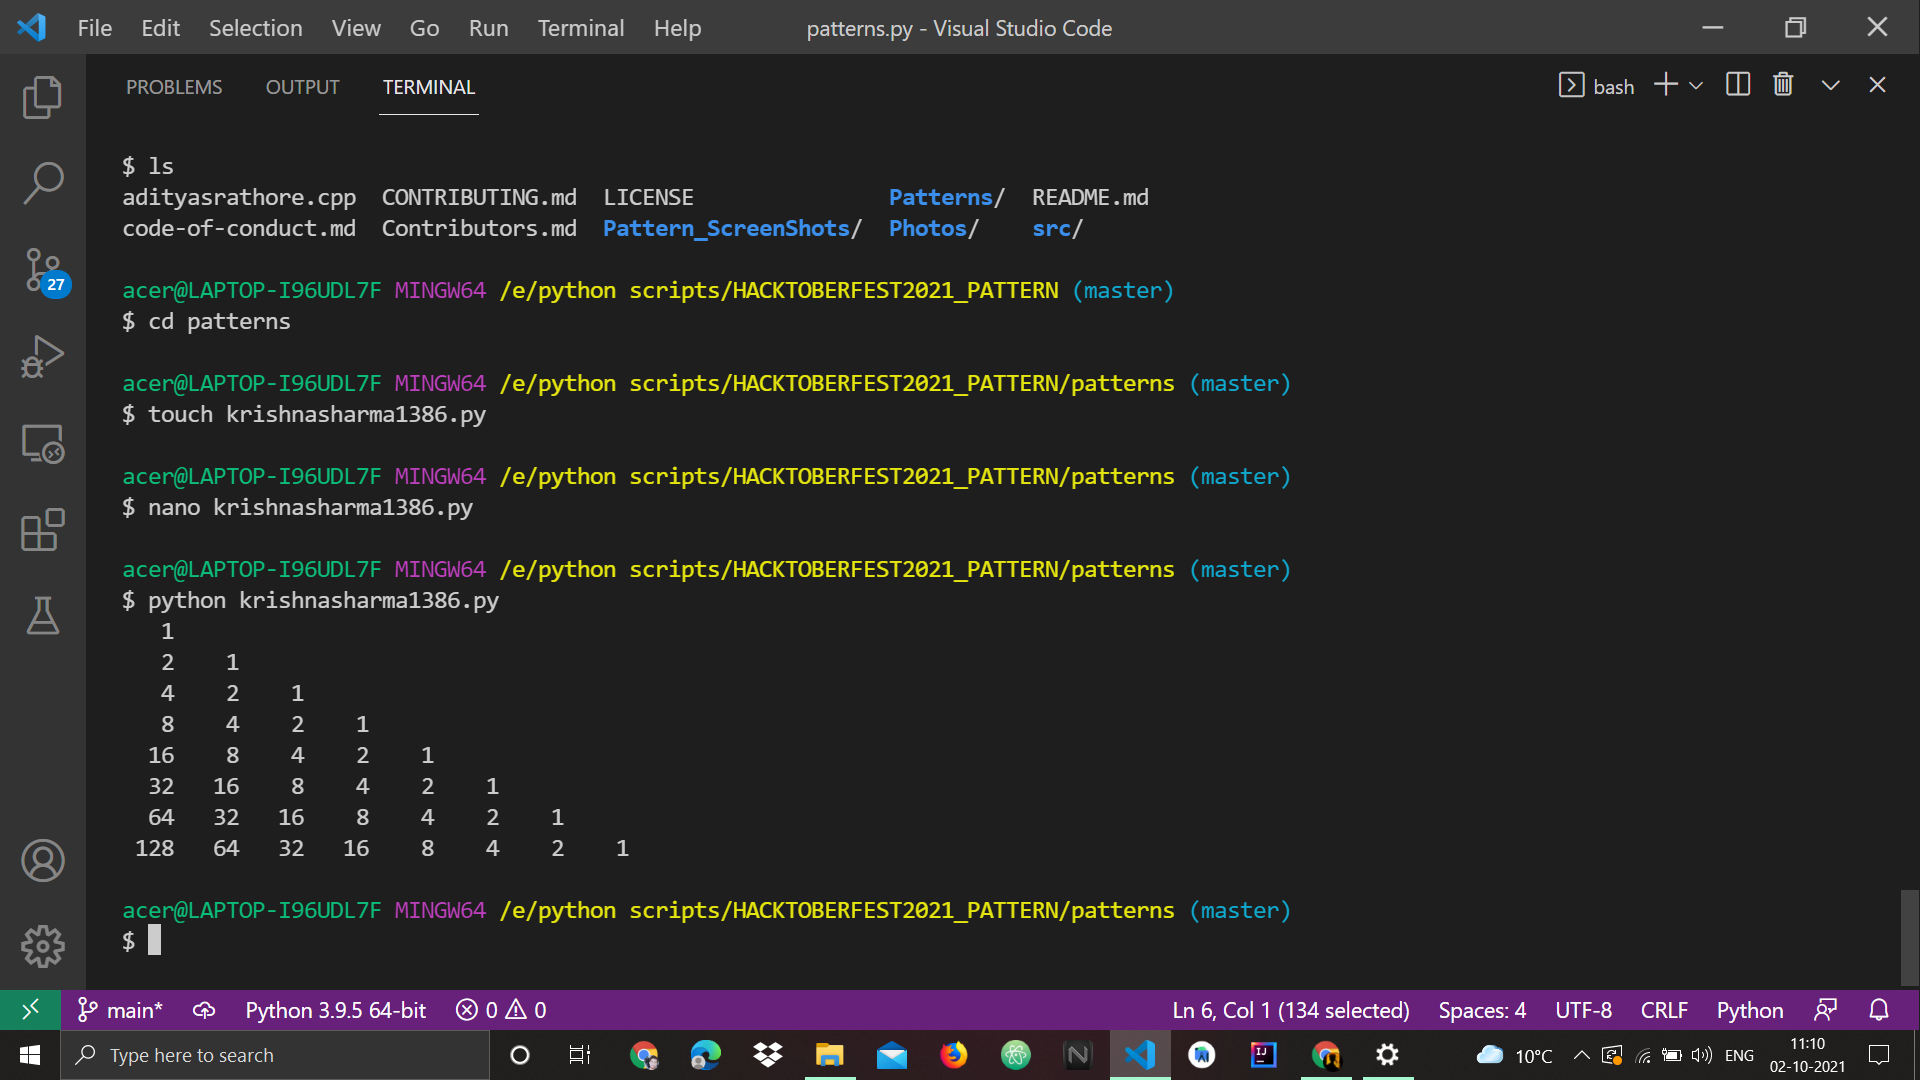 File Edit Selection View Go Run Terminal Help patterns.py - Visual Studio Code
PROBLEMS OUTPUT TERMINAL bash
$ ls
adityasrathore.cpp CONTRIBUTING.md LICENSE Patterns/ README.md
code-of-conduct.md Contributors.md Pattern_ScreenShots/ Photos/ src/
27
acer@LAPTOP-I96UDL7F MINGW64 /e/python scripts/HACKTOBERFEST2021_PATTERN (master)
$ cd patterns
acer@LAPTOP-I96UDL7F MINGW64 /e/python scripts/HACKTOBERFEST2021_PATTERN/patterns (master)
$ touch krishnasharma1386.py
acer@LAPTOP-I96UDL7F MINGW64 /e/python scripts/HACKTOBERFEST2021_PATTERN/patterns (master)
$ nano krishnasharma1386.py
acer@LAPTOP-I96UDL7F MINGW64 /e/python scripts/HACKTOBERFEST2021_PATTERN/patterns (master)
$ python krishnasharma1386.py
1
2 1
4 2 1
8 4 2 1
16 8 4 2 1
32 16 8 4 2 1
64 32 16 8 4 2 1
128 64 32 16 8 4 2 1
acer@LAPTOP-I96UDL7F MINGW64 /e/python scripts/HACKTOBERFEST2021_PATTERN/patterns (master)
$
main* Python 3.9.5 64-bit 0 0 Ln 6, Col 1 (134 selected) Spaces: 4 UTF-8 CRLF Python
Type here to search 10°C ENG 11:10
02-10-2021